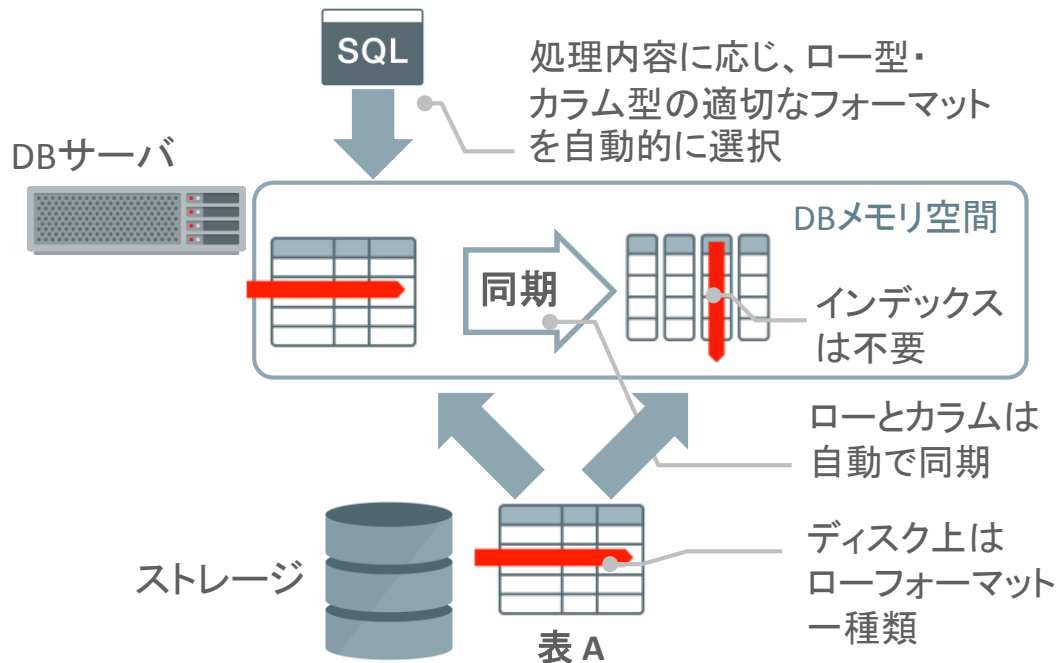 SQL
処理内容に応じ、ロー型・
カラム型の適切なフォーマット
を自動的に選択
DBサーバ
DBメモリ空間
同期
インデックス
は不要
ローとカラムは
自動で同期
ストレージ
ディスク上は
ローフォーマット
一種類
表 A